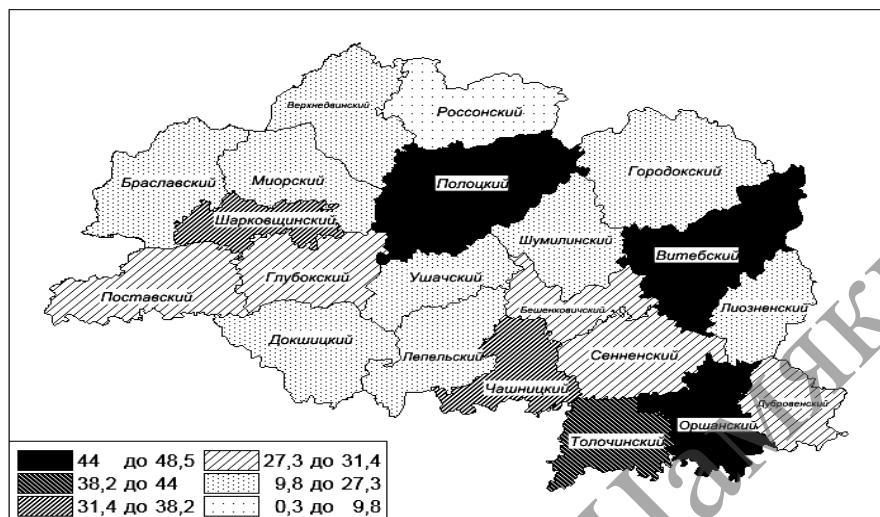 Верхнедвинский
Россонский
Городокский
Браславский
Миорский
Полоцкий
Шарковщинский
Шумилинский
Витебский
Глубокский
Ушачский
Поставский
Лиозненский
Бешенковичский
Докшицкий
Лепельский
Сенненский
Чашницкий
Дубровенский
Оршанский
Толочинский
44 до 48,5
27,3 до 31,4
38,2 до 44
9,8 до 27,3
31,4 до 38,2
0,3 до 9,8